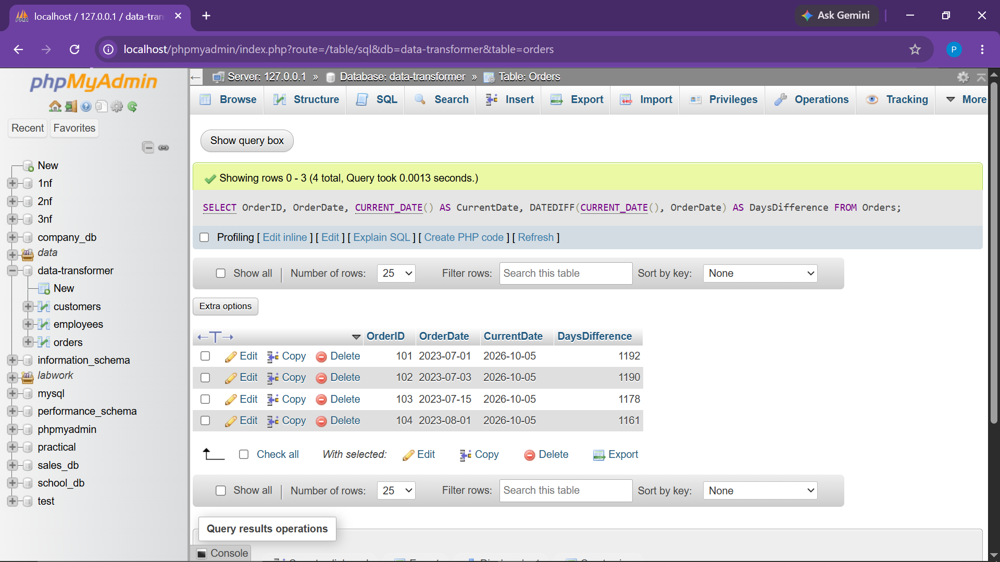 localhost / 127.0.0.1 / data-tran
Ask Gemini
localhost/phpmyadmin/index.php?route=/table/sql&db=data-transformer&table=orders
P
phpMyAdmin
Recent Favorites
New
1nf
2nf
3nf
company_db
data
data-transformer
New
customers
employees
orders
information_schema
labwork
mysql
performance_schema
phpmyadmin
practical
sales_db
school_db
test
Server: 127.0.0.1 » Database: data-transformer » Table: Orders
Browse Structure SQL Search Insert Export Import Privileges Operations Tracking More
Show query box
Showing rows 0 - 3 (4 total, Query took 0.0013 seconds.)
SELECT OrderID, OrderDate, CURRENT_DATE() AS CurrentDate, DATEDIFF(CURRENT_DATE(), OrderDate) AS DaysDifference FROM Orders;
Profiling [ Edit inline ] [ Edit ] [ Explain SQL ] [ Create PHP code ] [ Refresh ]
Show all Number of rows: 25 Filter rows: Search this table Sort by key: None
Extra options
OrderID OrderDate CurrentDate DaysDifference
Edit Copy Delete 101 2023-07-01 2026-10-05 1192
Edit Copy Delete 102 2023-07-03 2026-10-05 1190
Edit Copy Delete 103 2023-07-15 2026-10-05 1178
Edit Copy Delete 104 2023-08-01 2026-10-05 1161
Check all With selected: Edit Copy Delete Export
Show all Number of rows: 25 Filter rows: Search this table Sort by key: None
Query results operations
Console